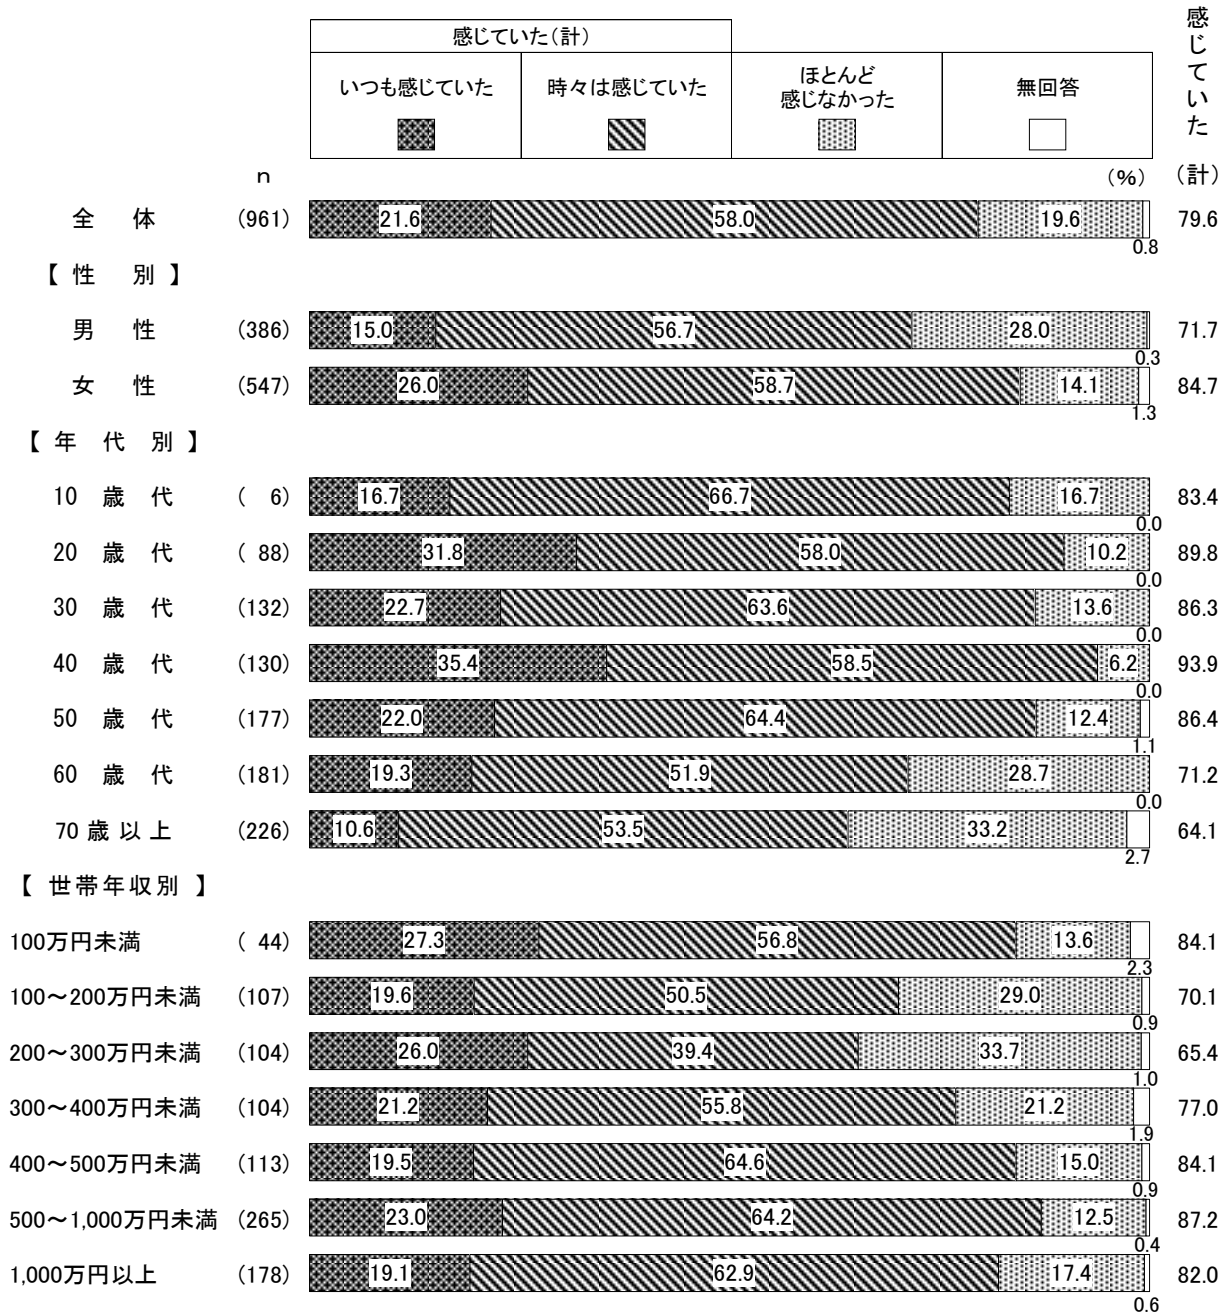 感じていた（計）
いつも感じていた 時々は感じていた ほとんど 感じなかった 無回答
感じていた（計）
n （%）
全 体 (961) 21.6 58.0 19.6 0.8 79.6
【 性 別 】
男 性 (386) 15.0 56.7 28.0 0.3 71.7
女 性 (547) 26.0 58.7 14.1 1.3 84.7
【 年 代 別 】
10 歳 代 ( 6) 16.7 66.7 16.7 0.0 83.4
20 歳 代 ( 88) 31.8 58.0 10.2 0.0 89.8
30 歳 代 (132) 22.7 63.6 13.6 0.0 86.3
40 歳 代 (130) 35.4 58.5 6.2 0.0 93.9
50 歳 代 (177) 22.0 64.4 12.4 1.1 86.4
60 歳 代 (181) 19.3 51.9 28.7 0.0 71.2
70 歳 以 上 (226) 10.6 53.5 33.2 2.7 64.1
【 世帯年収別 】
100万円未満 ( 44) 27.3 56.8 13.6 2.3 84.1
100～200万円未満 (107) 19.6 50.5 29.0 0.9 70.1
200～300万円未満 (104) 26.0 39.4 33.7 1.0 65.4
300～400万円未満 (104) 21.2 55.8 21.2 1.9 77.0
400～500万円未満 (113) 19.5 64.6 15.0 0.9 84.1
500～1,000万円未満 (265) 23.0 64.2 12.5 0.4 87.2
1,000万円以上 (178) 19.1 62.9 17.4 0.6 82.0